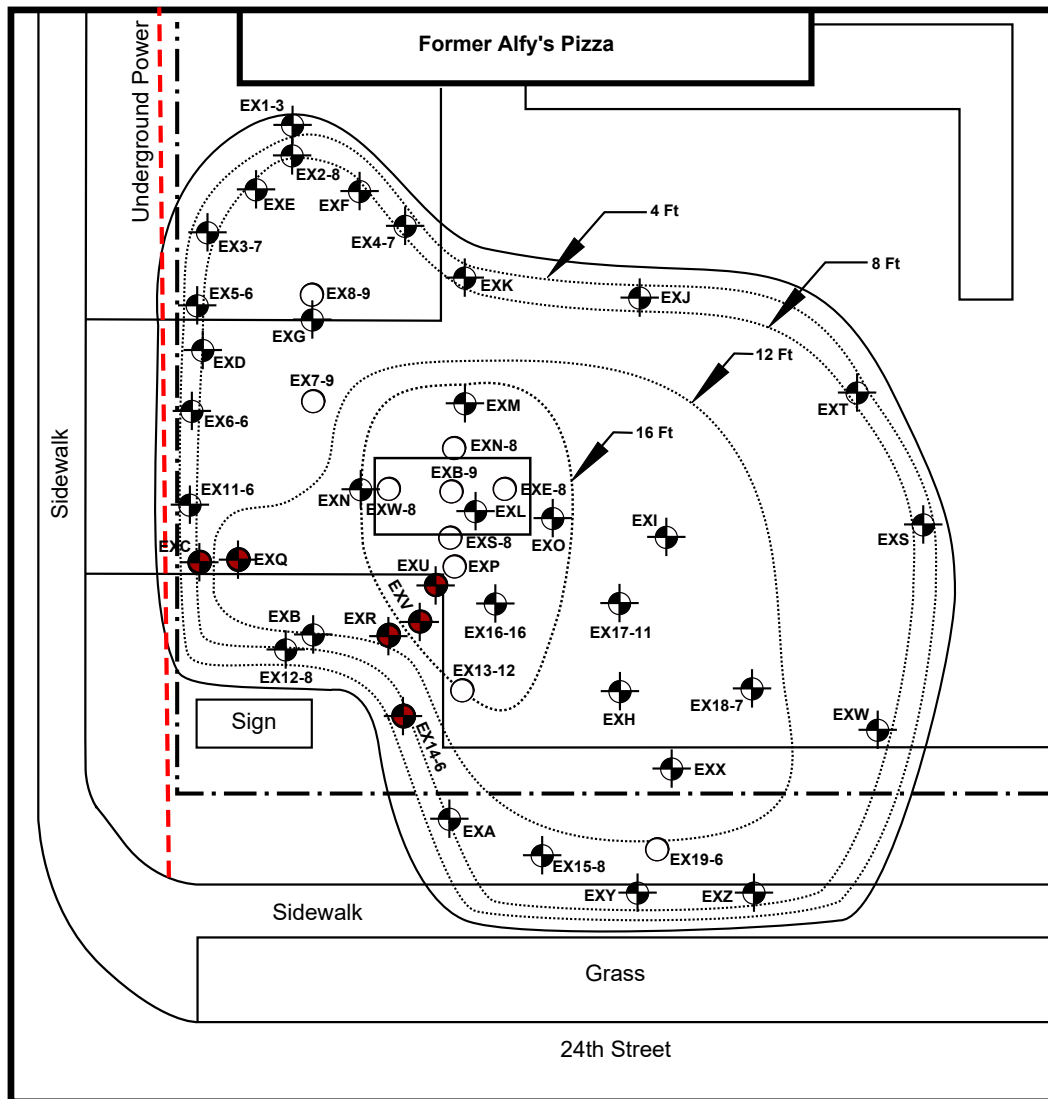 Former Alfy's Pizza
Underground Power
EX1-3
EX2-8
EXE
EXF
EX3-7
EX4-7
4 Ft
8 Ft
EXK
EXJ
EX5-6
EX8-9
EXG
EXD
12 Ft
EX7-9
EX6-6
EXM
EXT
16 Ft
EXN-8
EXB-9
EXN
EXW-8
EXE-8
EXL
EX11-6
Sidewalk
EXO
EXI
EXS
EXS-8
EXC
EXQ
EXU
EXP
EXV
EXR
EXB
EX16-16
EX17-11
EX12-8
EX13-12
EXH
EX18-7
Sign
EX14-6
EXW
EXX
EXA
EX15-8
EX19-6
EXY
EXZ
Sidewalk
Grass
24th Street